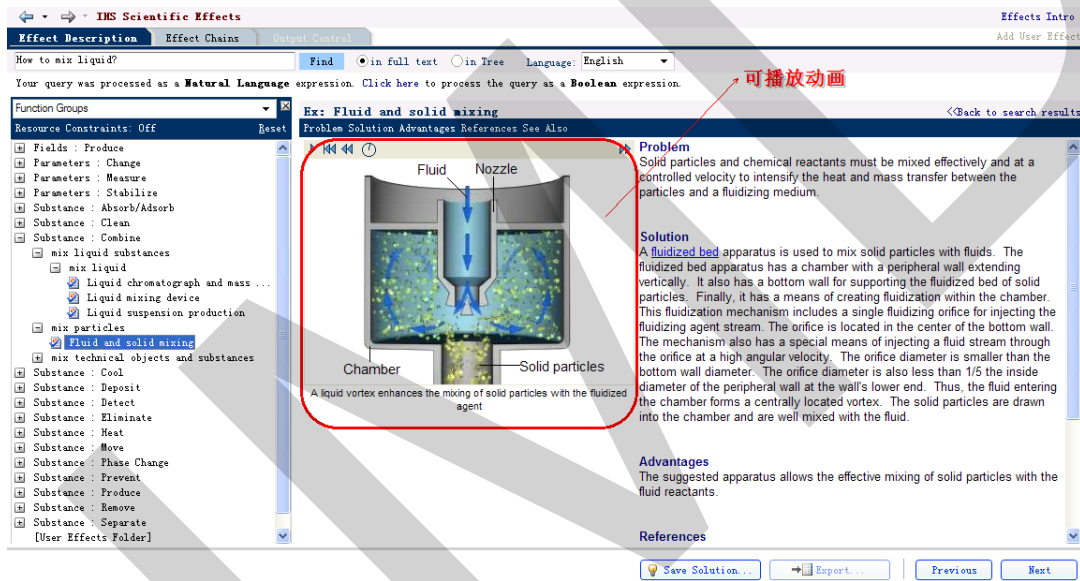 IHS Scientific Effects
Effects Intro
Effect Description
Effect Chains
Output Control
Add User Effect
How to mix liquid?
Find
in full text
in Tree
Language:
English
Your query was processed as a Natural Language expression. Click here to process the query as a Boolean expression.
可播放动画
Function Groups
Resource Constraints: Off
Reset
Fields : Produce
Parameters : Change
Parameters : Measure
Parameters : Stabilize
Substance : Absorb/Adsorb
Substance : Clean
Substance : Combine
mix liquid substances
mix liquid
Liquid chromatograph and mass ...
Liquid mixing device
Liquid suspension production
mix particles
Fluid and solid mixing
mix technical objects and substances
Substance : Cool
Substance : Deposit
Substance : Detect
Substance : Eliminate
Substance : Heat
Substance : Move
Substance : Phase Change
Substance : Prevent
Substance : Produce
Substance : Remove
Substance : Separate
[User Effects Folder]
Ex: Fluid and solid mixing
<<Back to search results
Problem Solution Advantages References See Also
Fluid
Nozzle
Chamber
Solid particles
A liquid vortex enhances the mixing of solid particles with the fluidized
agent
Problem
Solid particles and chemical reactants must be mixed effectively and at a
controlled velocity to intensify the heat and mass transfer between the
particles and a fluidizing medium.
Solution
A fluidized bed apparatus is used to mix solid particles with fluids. The
fluidized bed apparatus has a chamber with a peripheral wall extending
vertically. It also has a bottom wall for supporting the fluidized bed of solid
particles. Finally, it has a means of creating fluidization within the chamber.
This fluidization mechanism includes a single fluidizing orifice for injecting the
fluidizing agent stream. The orifice is located in the center of the bottom wall.
The mechanism also has a special means of injecting a fluid stream through
the orifice at a high angular velocity. The orifice diameter is smaller than the
bottom wall diameter. The orifice diameter is also less than 1/5 the inside
diameter of the peripheral wall at the wall's lower end. Thus, the fluid entering
the chamber forms a centrally located vortex. The solid particles are drawn
into the chamber and are well mixed with the fluid.
Advantages
The suggested apparatus allows the effective mixing of solid particles with the
fluid reactants.
References
Save Solution...
Export...
Previous
Next